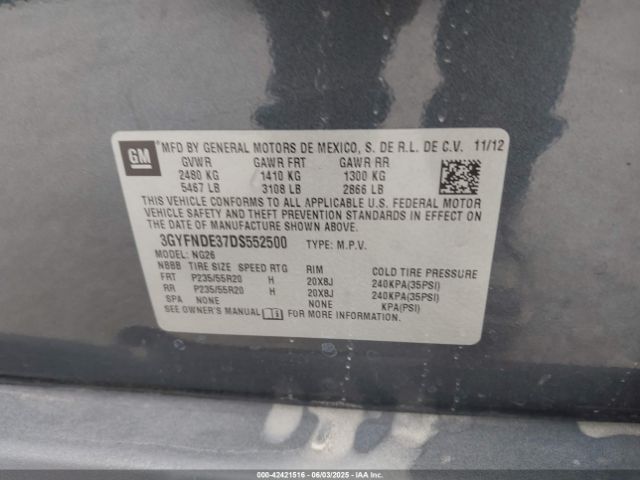 GM
MFD BY GENERAL MOTORS DE MEXICO, S. DE R.L. DE C.V. 11/12
GVWR GAWR FRT GAWR RR
2480 KG 1410 KG 1300 KG
5467 LB 3108 LB 2866 LB
THIS VEHICLE CONFORMS TO ALL APPLICABLE U.S. FEDERAL MOTOR
VEHICLE SAFETY AND THEFT PREVENTION STANDARDS IN EFFECT ON
THE DATE OF MANUFACTURE SHOWN ABOVE.
3GYFNDE37DS552500 TYPE: M.P.V.
MODEL: NG26
NBBB TIRE SIZE SPEED RTG RIM COLD TIRE PRESSURE
FRT P235/55R20 H 20X8J 240KPA(35PSI)
RR P235/55R20 H 20X8J 240KPA(35PSI)
SPA NONE NONE KPA(PSI)
SEE OWNER'S MANUAL FOR MORE INFORMATION.
000-42421516 06/03/2025 IAAI.COM